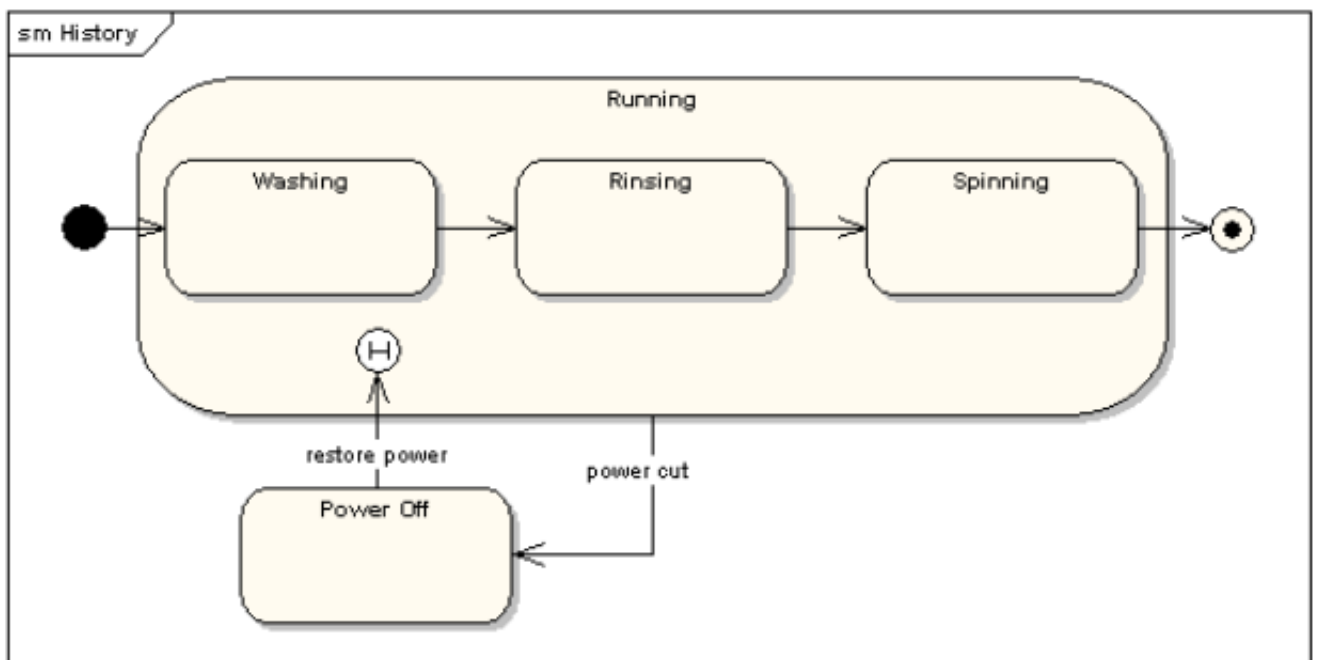 sm History
Running
Washing
Rinsing
Spinning
H
restore power
power cut
Power Off